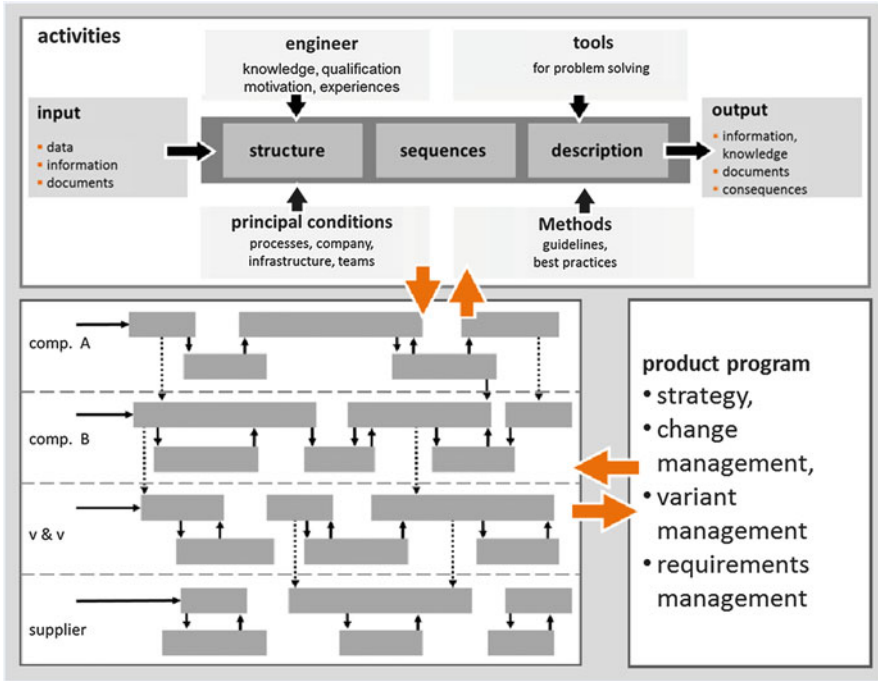 activities
engineer
knowledge, qualification
motivation, experiences
tools
for problem solving
input
data
information
documents
structure
sequences
description
output
information,
knowledge
documents
consequences
principal conditions
processes, company,
infrastructure, teams
Methods
guidelines,
best practices
comp. A
comp. B
v & v
supplier
product program
• strategy,
• change
management,
• variant
management
• requirements
management